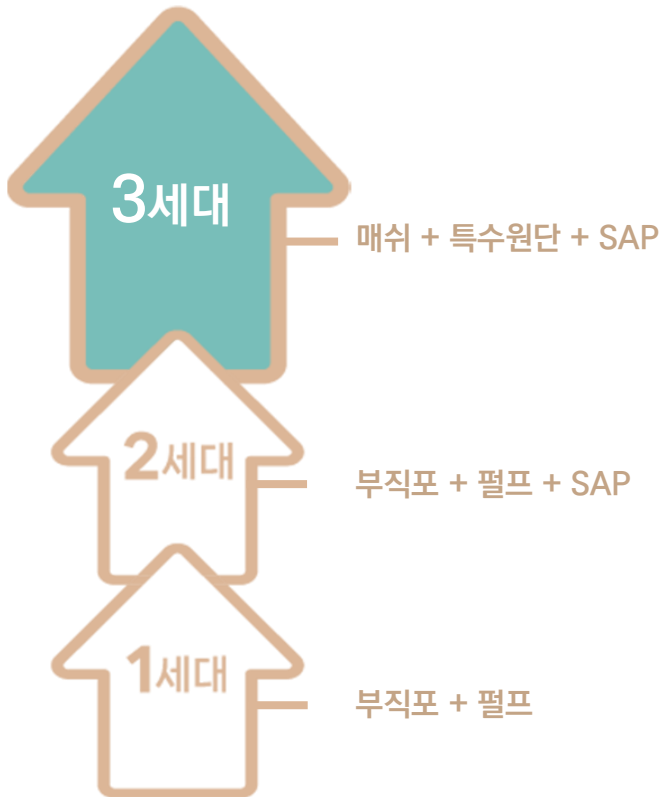 3세대
매쉬 + 특수원단 + SAP
2세대
부직포 + 펄프 + SAP
1세대
부직포 + 펄프